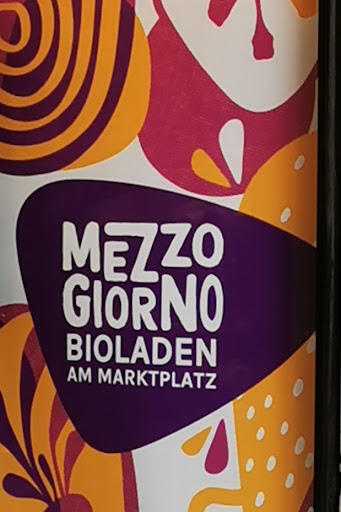 MEZZO
GIORNO
BIOLADEN
AM MARKTPLATZ